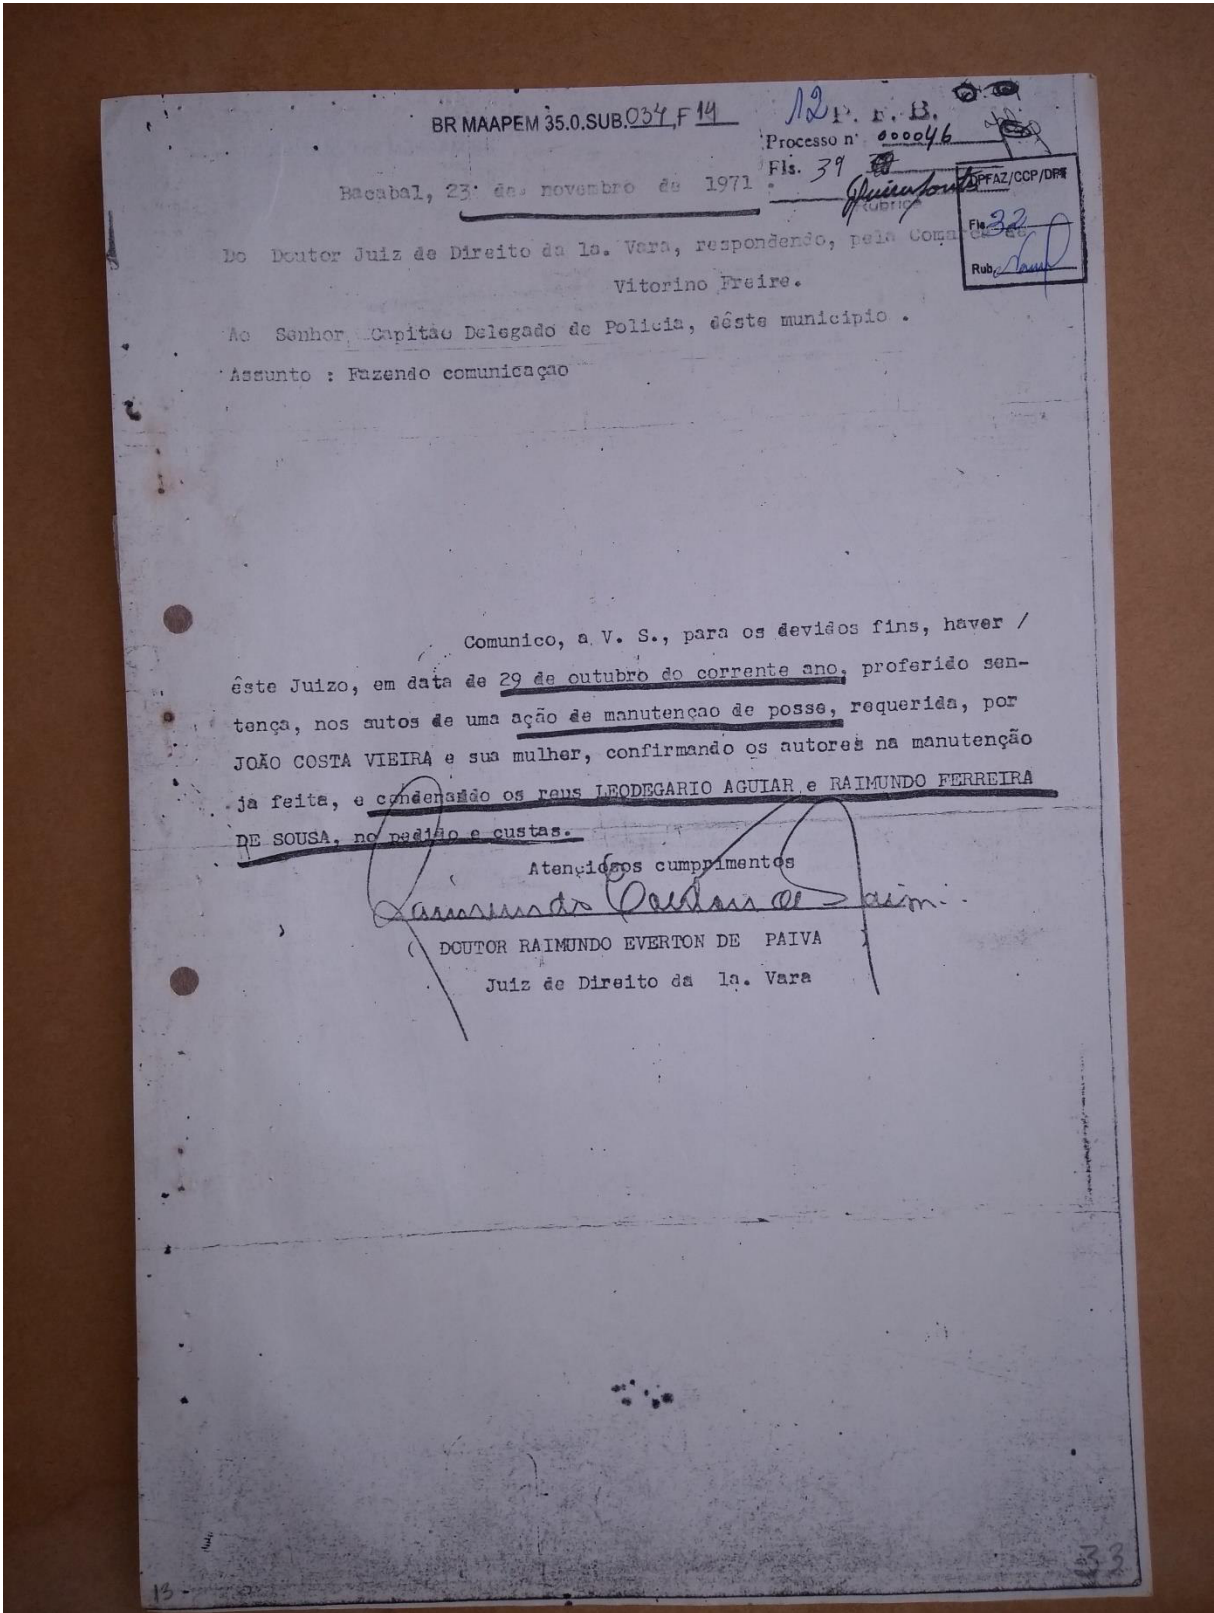 BR MAAPEM 35.0.SUB.034,F 14
12
Processo nº 000046
Fls. 39
Rubrica
DPFAZ/CCP/DPF
Fls. 32
Rub.
Bacabal, 23 de novembro de 1971.
Do Doutor Juiz de Direito da 1a. Vara, respondendo, pela Comarca de
Vitorino Freire.
Ao Senhor, Capitão Delegado de Policia, dêste municipio .
Assunto : Fazendo comunicaçao
Comunico, a V. S., para os devidos fins, haver /
êste Juizo, em data de 29 de outubro do corrente ano, proferido sen-
tença, nos autos de uma ação de manutençao de posse, requerida, por
JOÃO COSTA VIEIRA e sua mulher, confirmando os autores na manutenção
ja feita, e condenando os reus LEODEGARIO AGUIAR e RAIMUNDO FERREIRA
DE SOUSA, no pedido e custas.
Atenciosos cumprimentos
( DOUTOR RAIMUNDO EVERTON DE PAIVA )
Juiz de Direito da 1a. Vara
13
33